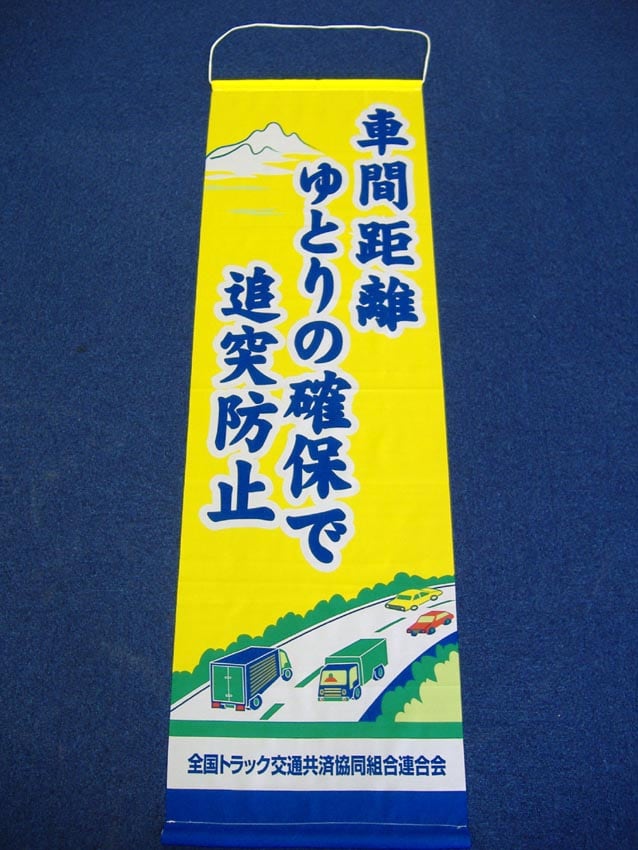 車間距離
ゆとりの確保で
追突防止
全国トラック交通共済協同組合連合会